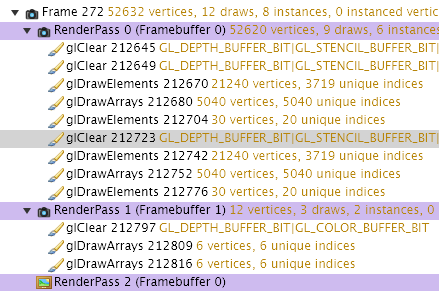 Frame 272 52632 vertices, 12 draws, 8 instances, 0 instanced vertic
RenderPass 0 (Framebuffer 0) 52620 vertices, 9 draws, 6 instances
glClear 212645 GL_DEPTH_BUFFER_BIT|GL_STENCIL_BUFFER_BIT|
glClear 212649 GL_DEPTH_BUFFER_BIT|GL_STENCIL_BUFFER_BIT|
glDrawElements 212670 21240 vertices, 3719 unique indices
glDrawArrays 212680 5040 vertices, 5040 unique indices
glDrawElements 212704 30 vertices, 20 unique indices
glClear 212723 GL_DEPTH_BUFFER_BIT|GL_STENCIL_BUFFER_BIT|
glDrawElements 212742 21240 vertices, 3719 unique indices
glDrawArrays 212752 5040 vertices, 5040 unique indices
glDrawElements 212776 30 vertices, 20 unique indices
RenderPass 1 (Framebuffer 1) 12 vertices, 3 draws, 2 instances, 0
glClear 212797 GL_DEPTH_BUFFER_BIT|GL_COLOR_BUFFER_BIT
glDrawArrays 212809 6 vertices, 6 unique indices
glDrawArrays 212816 6 vertices, 6 unique indices
RenderPass 2 (Framebuffer 0)